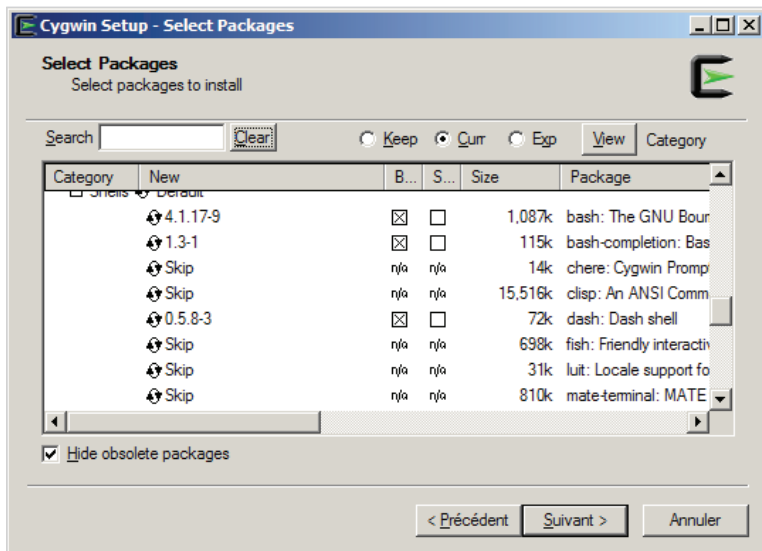 Cygwin Setup - Select Packages
Select Packages
Select packages to install
Search Clear Keep Curr Exp View Category
Category New B... S... Size Package
Shells Default
4.1.17-9 1,087k bash: The GNU Bour
1.3-1 115k bash-completion: Bas
Skip n/a n/a 14k chere: Cygwin Prompt
Skip n/a n/a 15,516k clisp: An ANSI Comm
0.5.8-3 72k dash: Dash shell
Skip n/a n/a 698k fish: Friendly interactiv
Skip n/a n/a 31k luit: Locale support fo
Skip n/a n/a 810k mate-terminal: MATE
Hide obsolete packages
< Précédent Suivant > Annuler